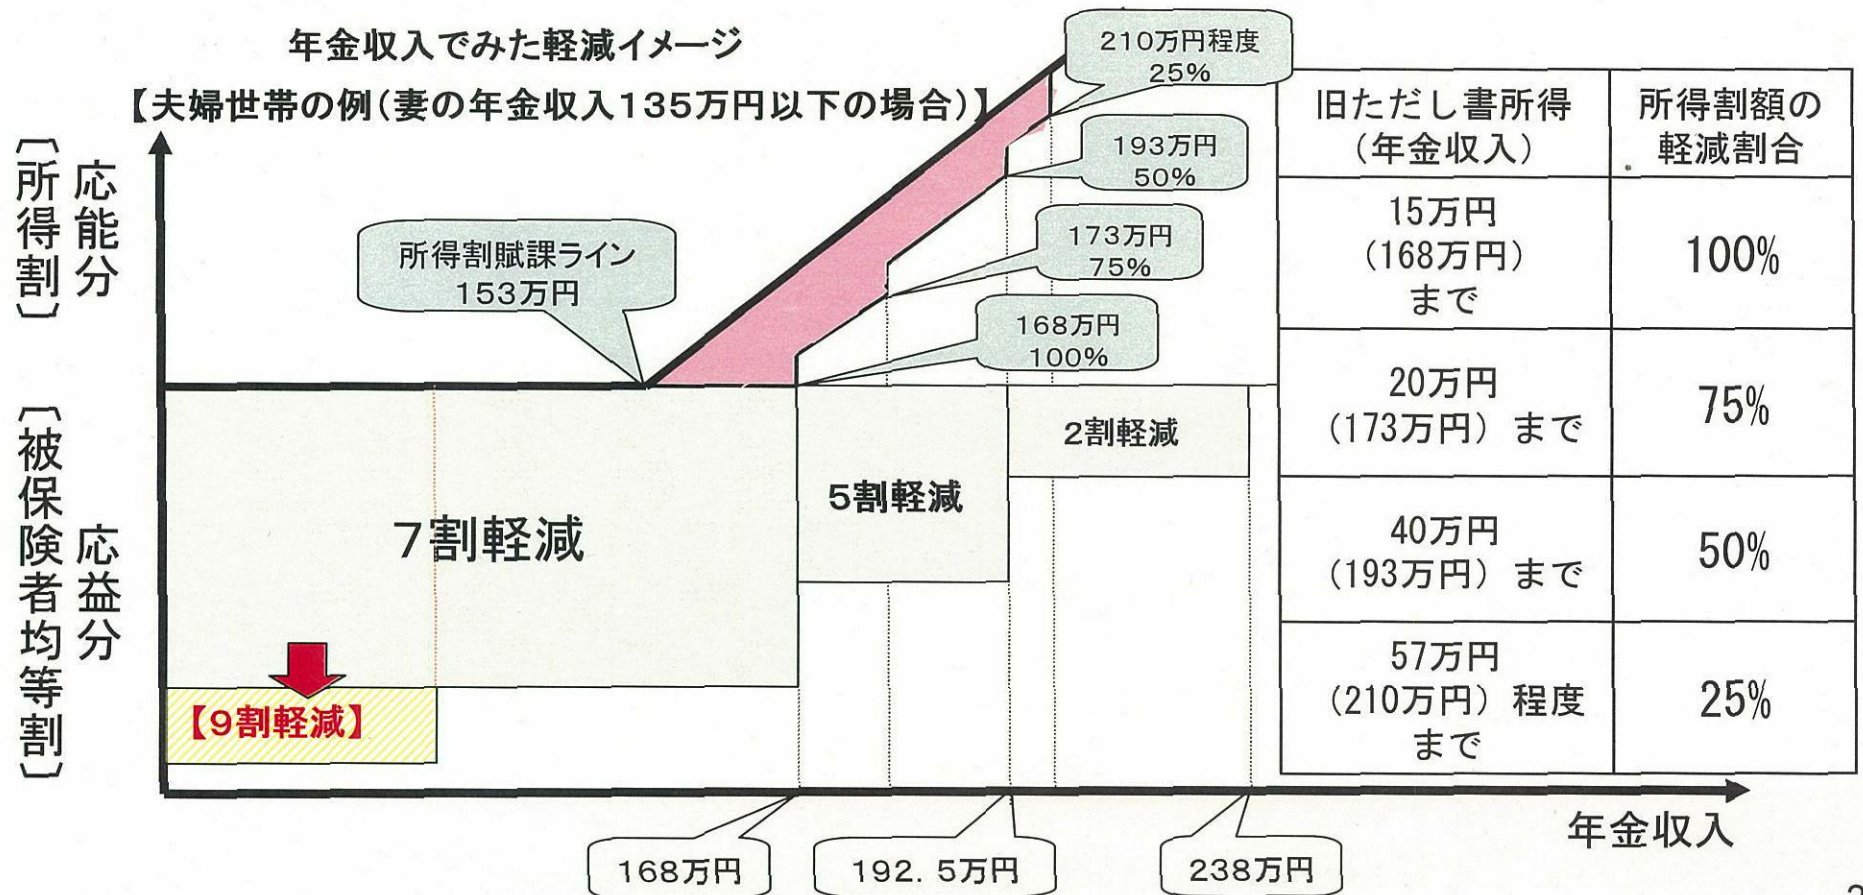 年金収入でみた軽減イメージ
【夫婦世帯の例(妻の年金収入135万円以下の場合)】
応能分
〔所得割〕
応益分
〔被保険者均等割〕
所得割賦課ライン
153万円
210万円程度
25%
193万円
50%
173万円
75%
168万円
100%
7割軽減
5割軽減
2割軽減
【9割軽減】
168万円
192.5万円
238万円
年金収入
旧ただし書所得
(年金収入)
所得割額の
軽減割合
15万円
(168万円)
まで
100%
20万円
(173万円) まで
75%
40万円
(193万円) まで
50%
57万円
(210万円) 程度
まで
25%